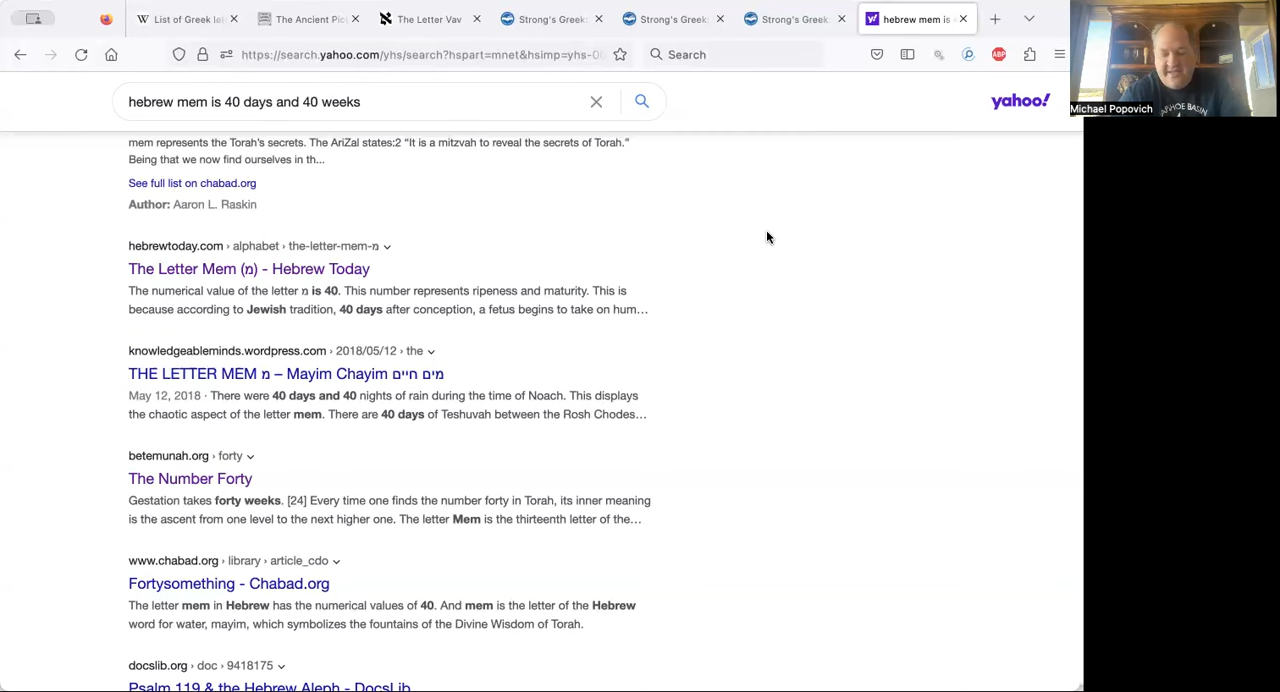 List of Greek le
The Ancient Pic
The Letter Vav
Strong's Greek:
Strong's Greek:
Strong's Greek
hebrew mem is
https://search.yahoo.com/yhs/search?hspart=mnet&hsimp=yhs-0
Search
ABP
hebrew mem is 40 days and 40 weeks
yahoo!
Michael Popovich
mem represents the Torah's secrets. The AriZal states:2 "It is a mitzvah to reveal the secrets of Torah."
Being that we now find ourselves in th...
See full list on chabad.org
Author: Aaron L. Raskin
hebrewtoday.com › alphabet › the-letter-mem-מ
The Letter Mem (מ) - Hebrew Today
The numerical value of the letter מ is 40. This number represents ripeness and maturity. This is
because according to Jewish tradition, 40 days after conception, a fetus begins to take on hum...
knowledgeableminds.wordpress.com › 2018/05/12 › the
THE LETTER MEM מ – Mayim Chayim מים חיים
May 12, 2018 · There were 40 days and 40 nights of rain during the time of Noach. This displays
the chaotic aspect of the letter mem. There are 40 days of Teshuvah between the Rosh Chodes...
betemunah.org › forty
The Number Forty
Gestation takes forty weeks. [24] Every time one finds the number forty in Torah, its inner meaning
is the ascent from one level to the next higher one. The letter Mem is the thirteenth letter of the...
www.chabad.org › library › article_cdo
Fortysomething - Chabad.org
The letter mem in Hebrew has the numerical values of 40. And mem is the letter of the Hebrew
word for water, mayim, which symbolizes the fountains of the Divine Wisdom of Torah.
docslib.org › doc › 9418175
Psalm 119 & the Hebrew Aleph - DocsLib